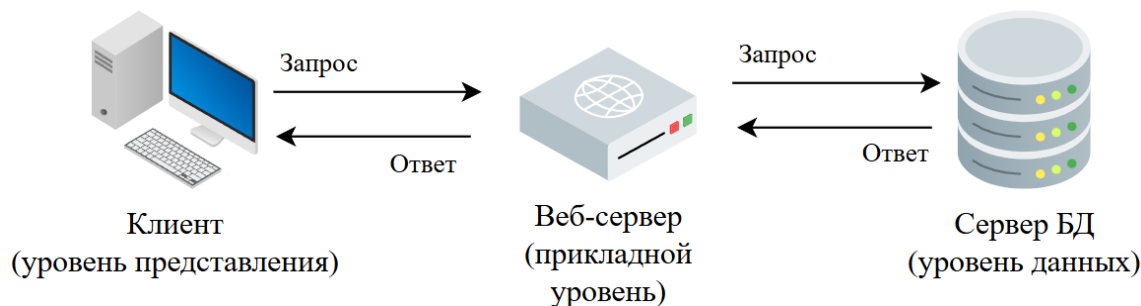 Запрос
Ответ
Запрос
Ответ
Клиент
(уровень представления)
Веб-сервер
(прикладной
уровень)
Сервер БД
(уровень данных)